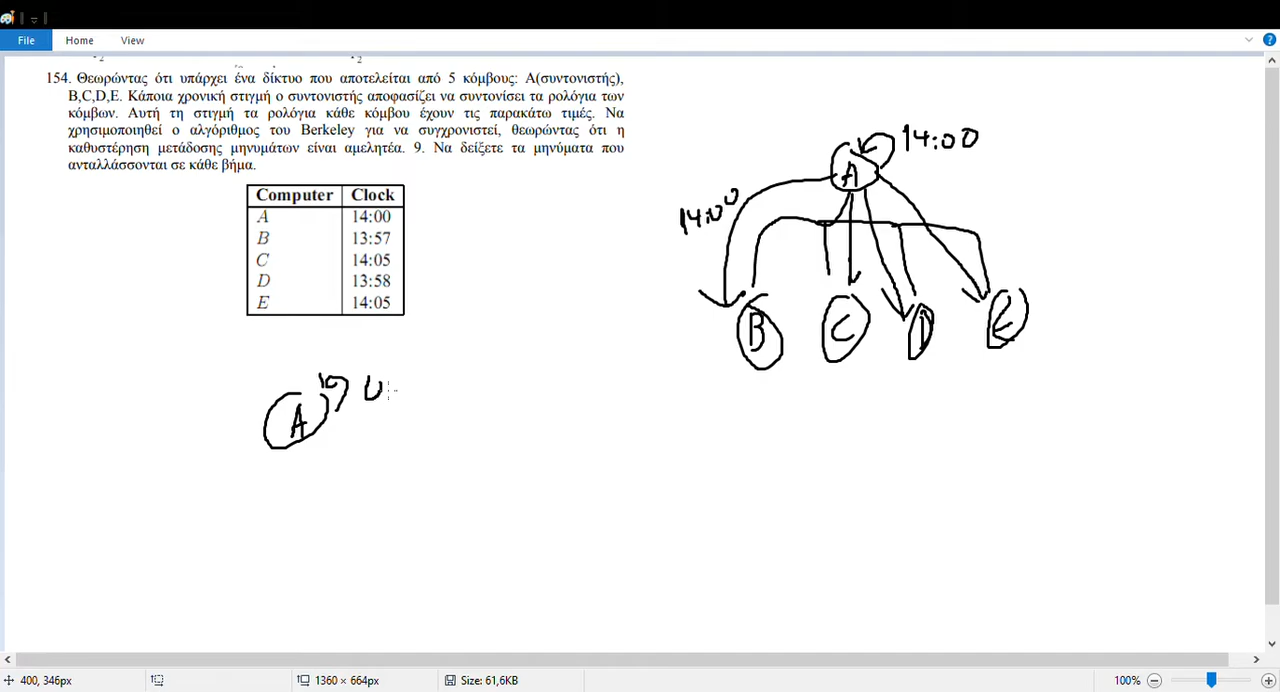 File Home View
154. Θεωρώντας ότι υπάρχει ένα δίκτυο που αποτελείται από 5 κόμβους: Α(συντονιστής),
B,C,D,E. Κάποια χρονική στιγμή ο συντονιστής αποφασίζει να συντονίσει τα ρολόγια των
κόμβων. Αυτή τη στιγμή τα ρολόγια κάθε κόμβου έχουν τις παρακάτω τιμές. Να
χρησιμοποιηθεί ο αλγόριθμος του Berkeley για να συγχρονιστεί, θεωρώντας ότι η
καθυστέρηση μετάδοσης μηνυμάτων είναι αμελητέα. 9. Να δείξετε τα μηνύματα που
ανταλλάσσονται σε κάθε βήμα.
Computer Clock
A 14:00
B 13:57
C 14:05
D 13:58
E 14:05
14:00
A
14:00
B C D E
A
400, 346px 1360 × 664px Size: 61,6KB 100%